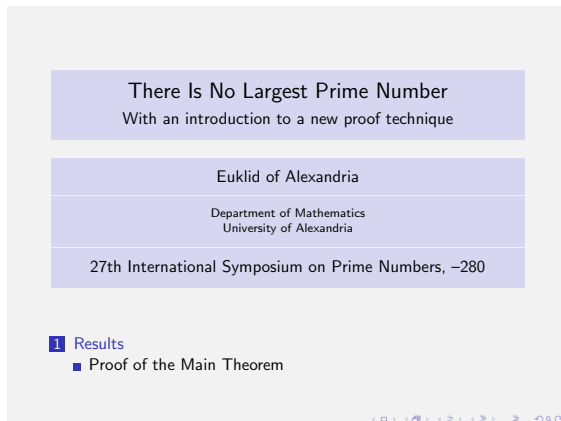 There Is No Largest Prime Number
With an introduction to a new proof technique
Euklid of Alexandria
Department of Mathematics
University of Alexandria
27th International Symposium on Prime Numbers, –280
1 Results
Proof of the Main Theorem